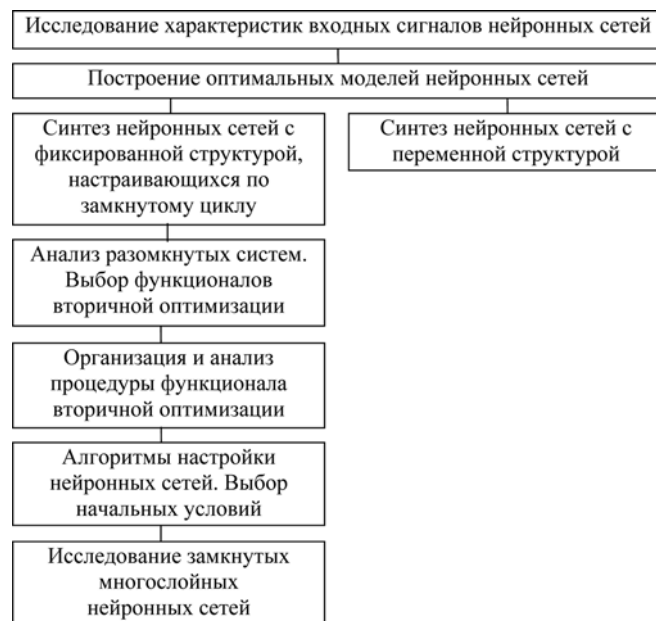 Исследование характеристик входных сигналов нейронных сетей
Построение оптимальных моделей нейронных сетей
Синтез нейронных сетей с
фиксированной структурой,
настраивающихся по
замкнутому циклу
Синтез нейронных сетей с
переменной структурой
Анализ разомкнутых систем.
Выбор функционалов
вторичной оптимизации
Организация и анализ
процедуры функционала
вторичной оптимизации
Алгоритмы настройки
нейронных сетей. Выбор
начальных условий
Исследование замкнутых
многослойных
нейронных сетей